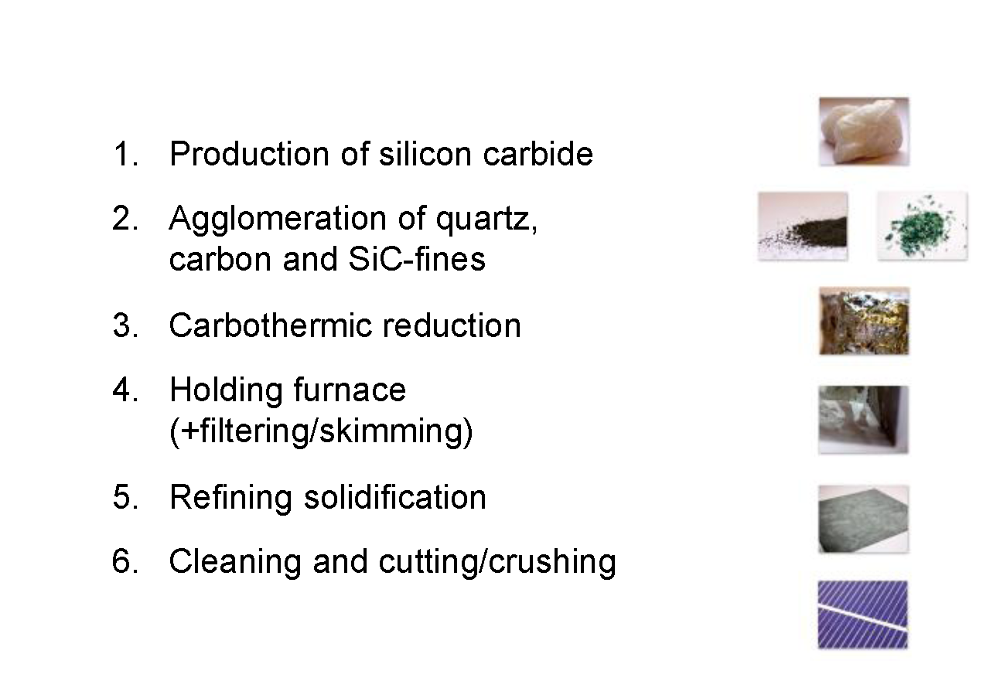 1. Production of silicon carbide
2. Agglomeration of quartz,
carbon and SiC-fines
3. Carbothermic reduction
4. Holding furnace
(+filtering/skimming)
5. Refining solidification
6. Cleaning and cutting/crushing